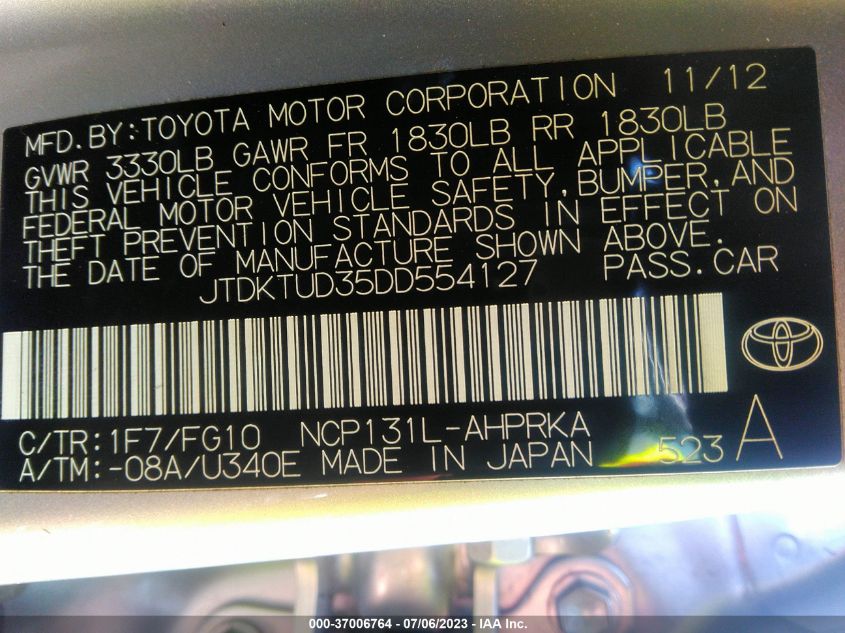 MFD.BY:TOYOTA MOTOR CORPORATION 11/12
GVWR 3330LB GAWR FR 1830LB RR 1830LB
THIS VEHICLE CONFORMS TO ALL APPLICABLE
FEDERAL MOTOR VEHICLE SAFETY,BUMPER,AND
THEFT PREVENTION STANDARDS IN EFFECT ON
THE DATE OF MANUFACTURE SHOWN ABOVE.
JTDKTUD35DD554127 PASS.CAR
C/TR:1F7/FG10 NCP131L-AHPRKA
A/TM:-08A/U340E MADE IN JAPAN 523 A
000-37006764 - 07/06/2023 - IAA Inc.